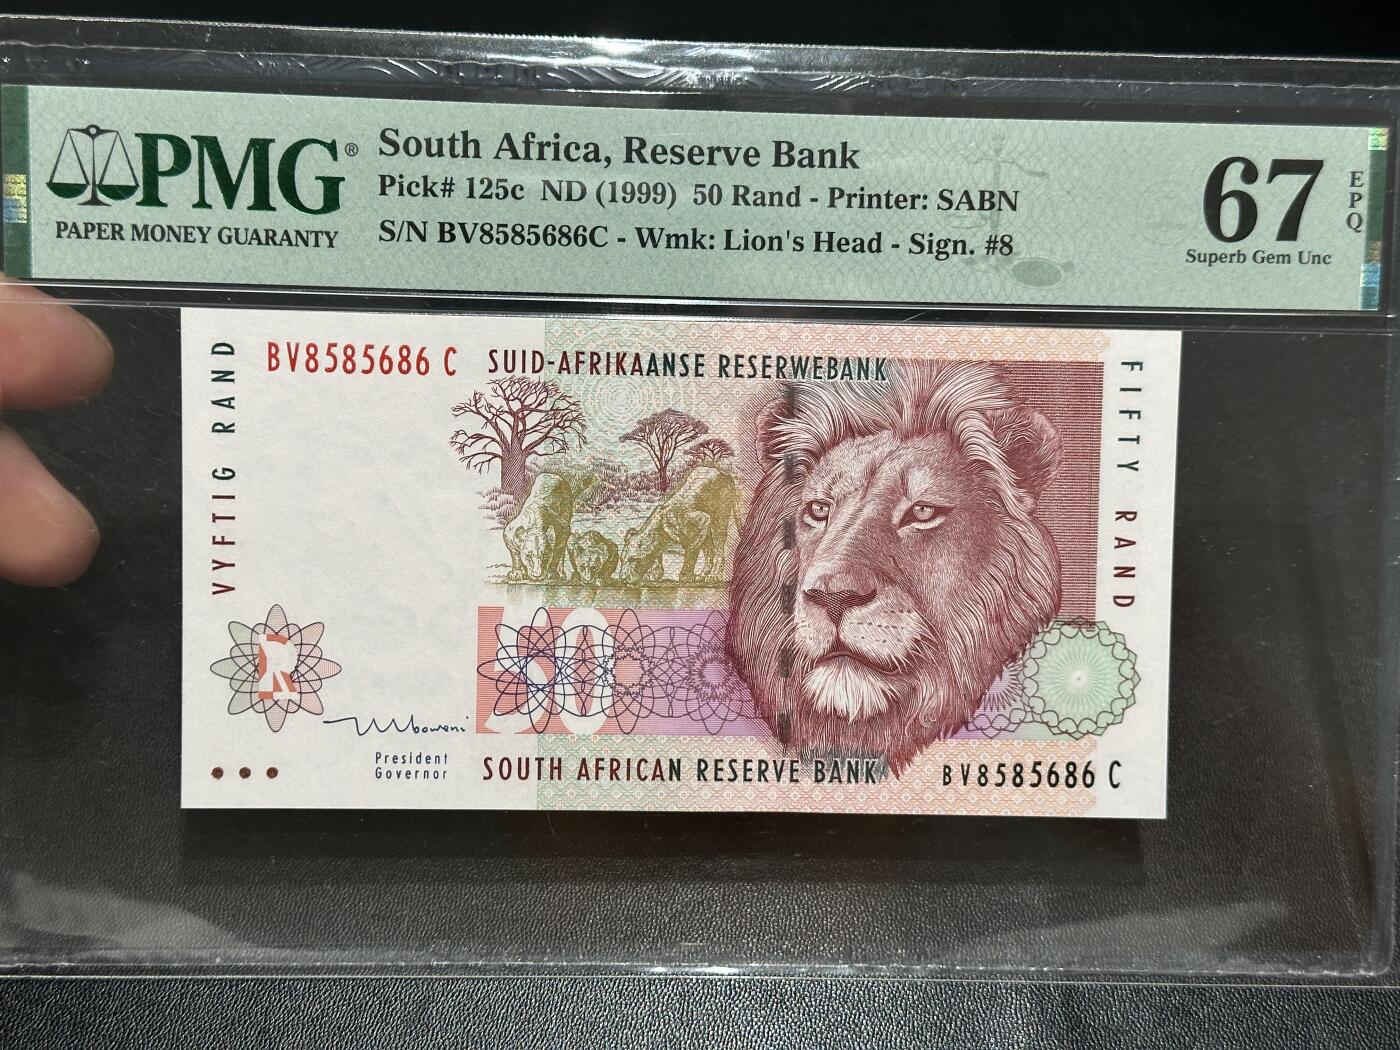 PMG®
PAPER MONEY GUARANTY
South Africa, Reserve Bank
Pick# 125c ND (1999) 50 Rand - Printer: SABN
S/N BV8585686C - Wmk: Lion's Head - Sign. #8
67
EPQ
Superb Gem Unc
VYFTIG RAND
BV8585686 C
SUID-AFRIKAANSE RESERWEBANK
FIFTY RAND
R
50
Mboweni
President
Governor
SOUTH AFRICAN RESERVE BANK
BV8585686 C